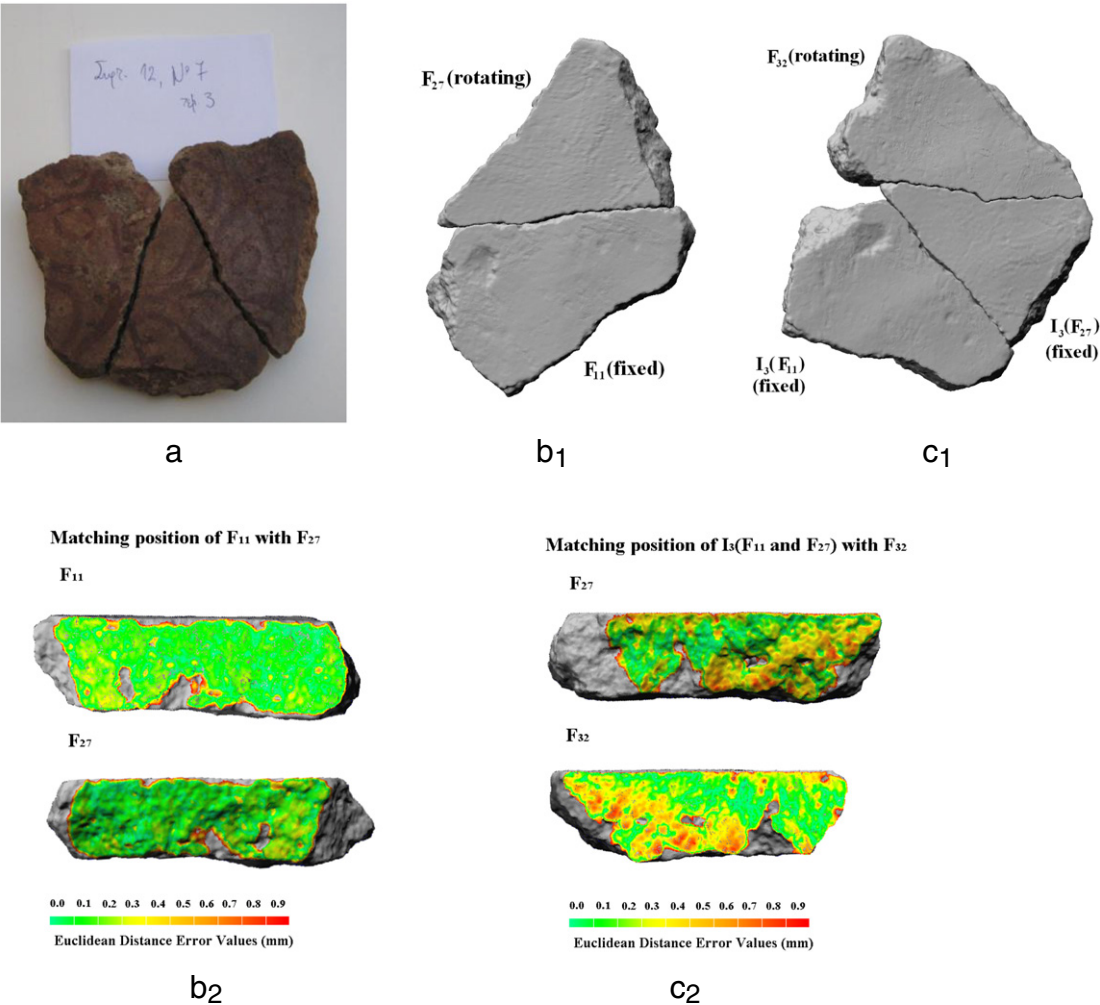 12, Nº 7
3
F₂₇ (rotating)
F₁₁ (fixed)
F₃₂ (rotating)
I₃(F₁₁)
(fixed)
I₃(F₂₇)
(fixed)
a
b₁
c₁
Matching position of F₁₁ with F₂₇
F₁₁
F₂₇
0.0 0.1 0.2 0.3 0.4 0.5 0.6 0.7 0.8 0.9
Euclidean Distance Error Values (mm)
b₂
Matching position of I₃(F₁₁ and F₂₇) with F₃₂
F₂₇
F₃₂
0.0 0.1 0.2 0.3 0.4 0.5 0.6 0.7 0.8 0.9
Euclidean Distance Error Values (mm)
c₂